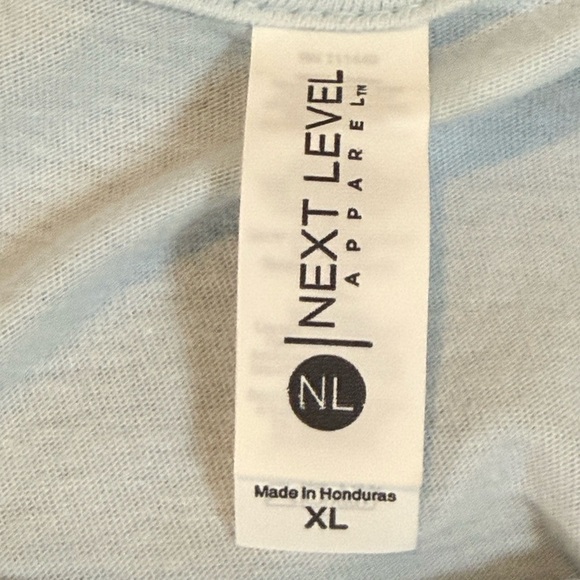 NEXT LEVEL
APPAREL™
NL
Made In Honduras
XL